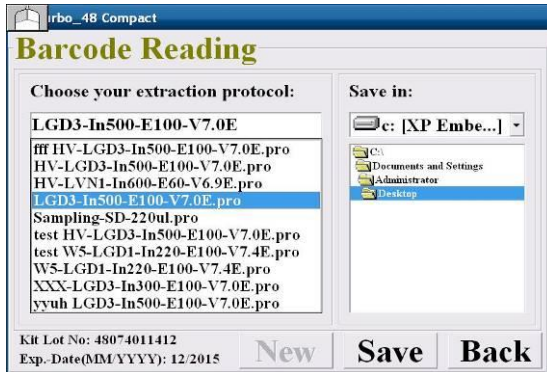 rbo_48 Compact
Barcode Reading
Choose your extraction protocol:
LGD3-In500-E100-V7.0E
fff HV-LGD3-In500-E100-V7.0E.pro
HV-LGD3-In500-E100-V7.0E.pro
HV-LVN1-In600-E60-V6.9E.pro
LGD3-In500-E100-V7.0E.pro
Sampling-SD-220ul.pro
test HV-LGD3-In500-E100-V7.0E.pro
test W5-LGD1-In220-E100-V7.4E.pro
W5-LGD1-In220-E100-V7.4E.pro
XXX-LGD3-In300-E100-V7.0E.pro
yyuh LGD3-In500-E100-V7.0E.pro
Save in:
c: [XP Embe...]
C:\
Documents and Settings
Administrator
Desktop
Kit Lot No: 48074011412
Exp.-Date(MM/YYYY): 12/2015
New
Save
Back